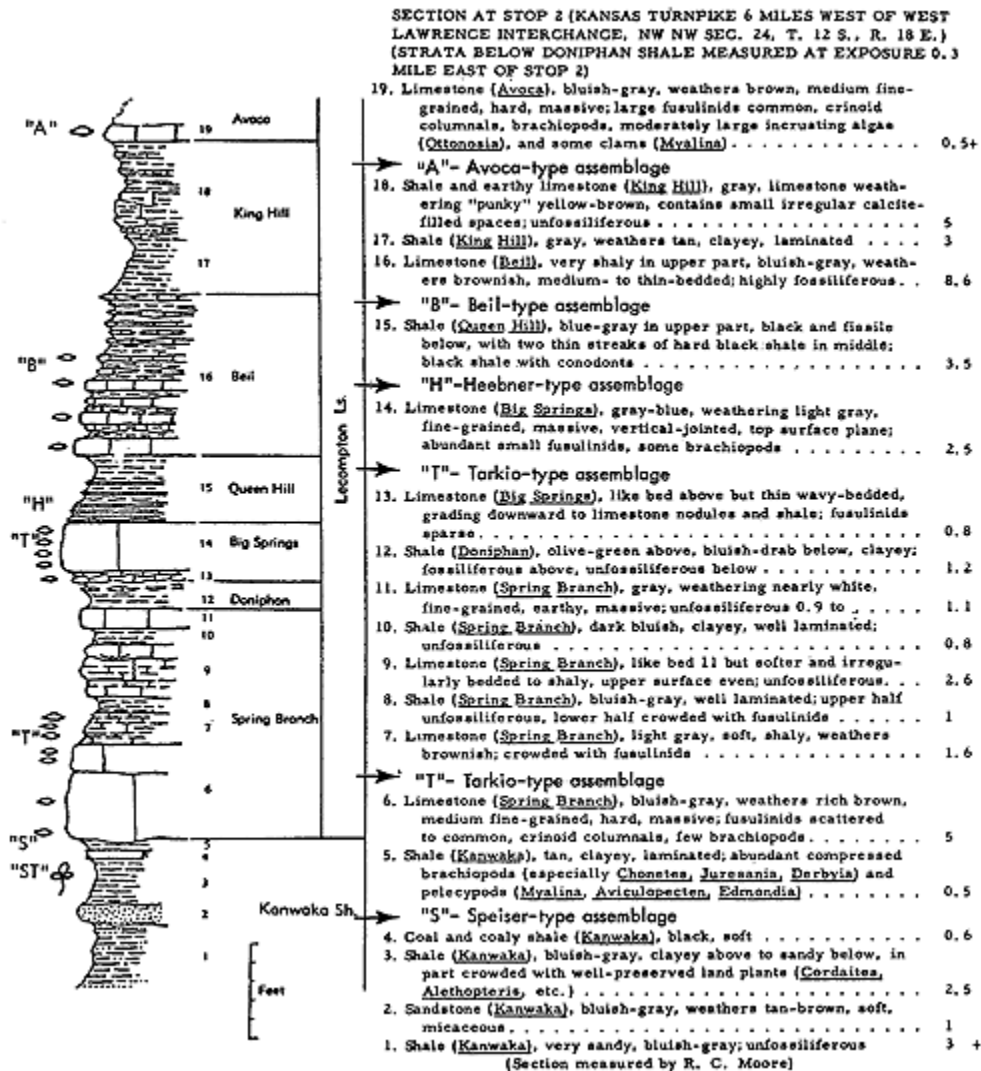 SECTION AT STOP 2 (KANSAS TURNPIKE 6 MILES WEST OF WEST
LAWRENCE INTERCHANGE, NW NW SEC. 24, T. 12 S., R. 18 E.)
(STRATA BELOW DONIPHAN SHALE MEASURED AT EXPOSURE 0.3
MILE EAST OF STOP 2)
19. Limestone (Avoca), bluish-gray, weathers brown, medium fine-
grained, hard, massive; large fusulinids common, crinoid
columnals, brachiopods, moderately large incrusting algae
(Ottonosia), and some clams (Myalina) . . . . . . . . . . . . . 0.5+
"A"- Avoca-type assemblage
18. Shale and earthy limestone (King Hill), gray, limestone weath-
ering "punky" yellow-brown, contains small irregular calcite-
filled spaces; unfossiliferous . . . . . . . . . . . . . . . . . 5
17. Shale (King Hill), gray, weathers tan, clayey, laminated . . . . 3
16. Limestone (Beil), very shaly in upper part, bluish-gray, weath-
ers brownish, medium- to thin-bedded; highly fossiliferous. . 8.6
"B"- Beil-type assemblage
15. Shale (Queen Hill), blue-gray in upper part, black and fissile
below, with two thin streaks of hard black shale in middle;
black shale with conodonts . . . . . . . . . . . . . . . . . . 3.5
"H"-Heebner-type assemblage
14. Limestone (Big Springs), gray-blue, weathering light gray,
fine-grained, massive, vertical-jointed, top surface plane;
abundant small fusulinids, some brachiopods . . . . . . . . . 2.5
"T"- Tarkio-type assemblage
13. Limestone (Big Springs), like bed above but thin wavy-bedded,
grading downward to limestone nodules and shale; fusulinids
sparse. . . . . . . . . . . . . . . . . . . . . . . . . . . . . 0.8
12. Shale (Doniphan), olive-green above, bluish-drab below, clayey;
fossiliferous above, unfossiliferous below . . . . . . . . . . . 1.2
11. Limestone (Spring Branch), gray, weathering nearly white,
fine-grained, earthy, massive; unfossiliferous 0.9 to . . . . . 1.1
10. Shale (Spring Branch), dark bluish, clayey, well laminated;
unfossiliferous . . . . . . . . . . . . . . . . . . . . . . . . 0.8
9. Limestone (Spring Branch), like bed 11 but softer and irregu-
larly bedded to shaly, upper surface even; unfossiliferous. . . 2.6
8. Shale (Spring Branch), bluish-gray, well laminated; upper half
unfossiliferous, lower half crowded with fusulinids . . . . . . 1
7. Limestone (Spring Branch), light gray, soft, shaly, weathers
brownish; crowded with fusulinids . . . . . . . . . . . . . . . 1.6
"T"- Tarkio-type assemblage
6. Limestone (Spring Branch), bluish-gray, weathers rich brown,
medium fine-grained, hard, massive; fusulinids scattered
to common, crinoid columnals, few brachiopods. . . . . . . . 5
5. Shale (Kanwaka), tan, clayey, laminated; abundant compressed
brachiopods (especially Chonetes, Juresania, Derbyia) and
pelecypods (Myalina, Aviculopecten, Edmondia) . . . . . . . . 0.5
"S"- Speiser-type assemblage
4. Coal and coaly shale (Kanwaka), black, soft . . . . . . . . . . 0.6
3. Shale (Kanwaka), bluish-gray, clayey above to sandy below, in
part crowded with well-preserved land plants (Cordaites,
Alethopteris, etc.) . . . . . . . . . . . . . . . . . . . . . . 2.5
2. Sandstone (Kanwaka), bluish-gray, weathers tan-brown, soft,
micaceous. . . . . . . . . . . . . . . . . . . . . . . . . . . 1
1. Shale (Kanwaka), very sandy, bluish-gray; unfossiliferous 3 +
(Section measured by R. C. Moore)
"A"
19 Avoca
18
King Hill
17
"B"
16 Beil
Lecompton Ls.
15 Queen Hill
"H"
"T"
14 Big Springs
13
12 Doniphan
11
10
9
8
Spring Branch
7
"T"
6
"S"
5
4
"ST"
3
2
Kanwaka Sh.
1
Feet